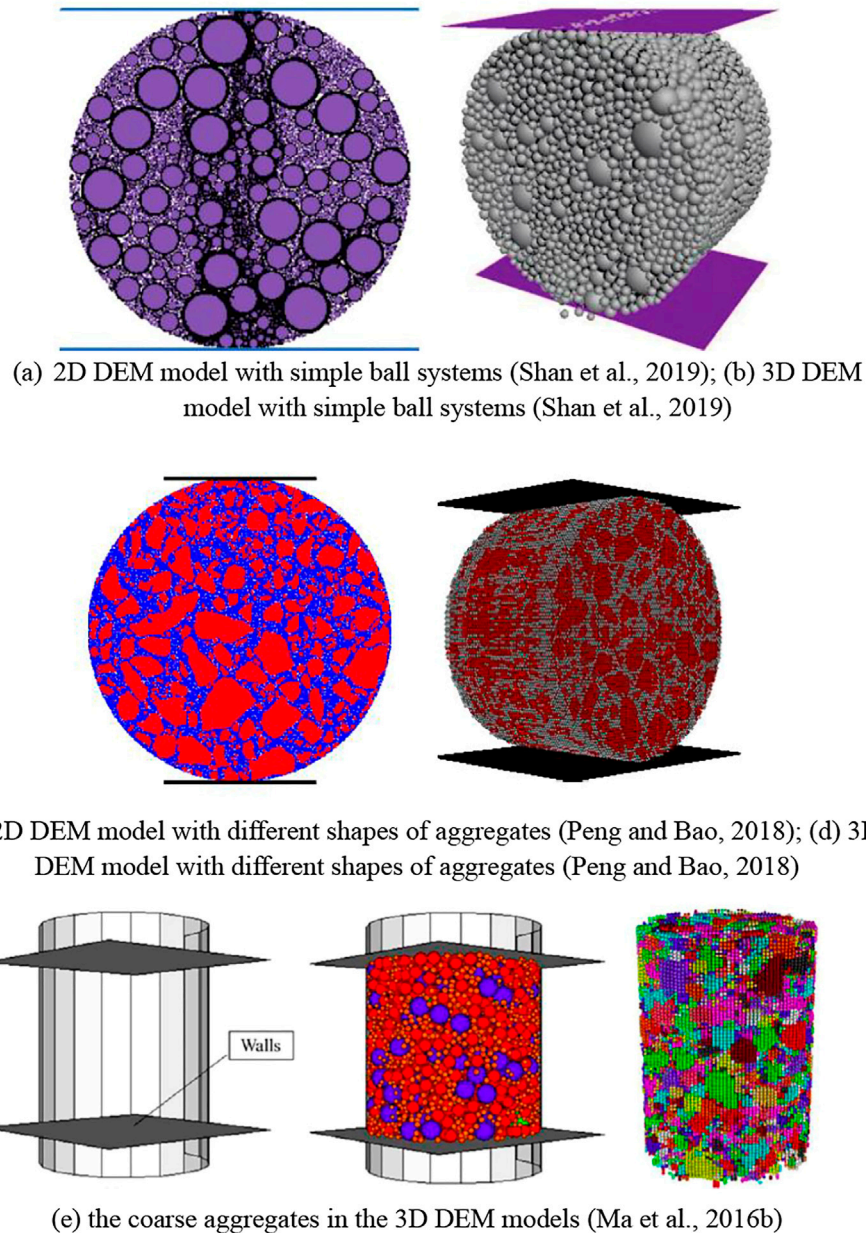 (a) 2D DEM model with simple ball systems (Shan et al., 2019); (b) 3D DEM
model with simple ball systems (Shan et al., 2019)
2D DEM model with different shapes of aggregates (Peng and Bao, 2018); (d) 3D
DEM model with different shapes of aggregates (Peng and Bao, 2018)
Walls
(e) the coarse aggregates in the 3D DEM models (Ma et al., 2016b)